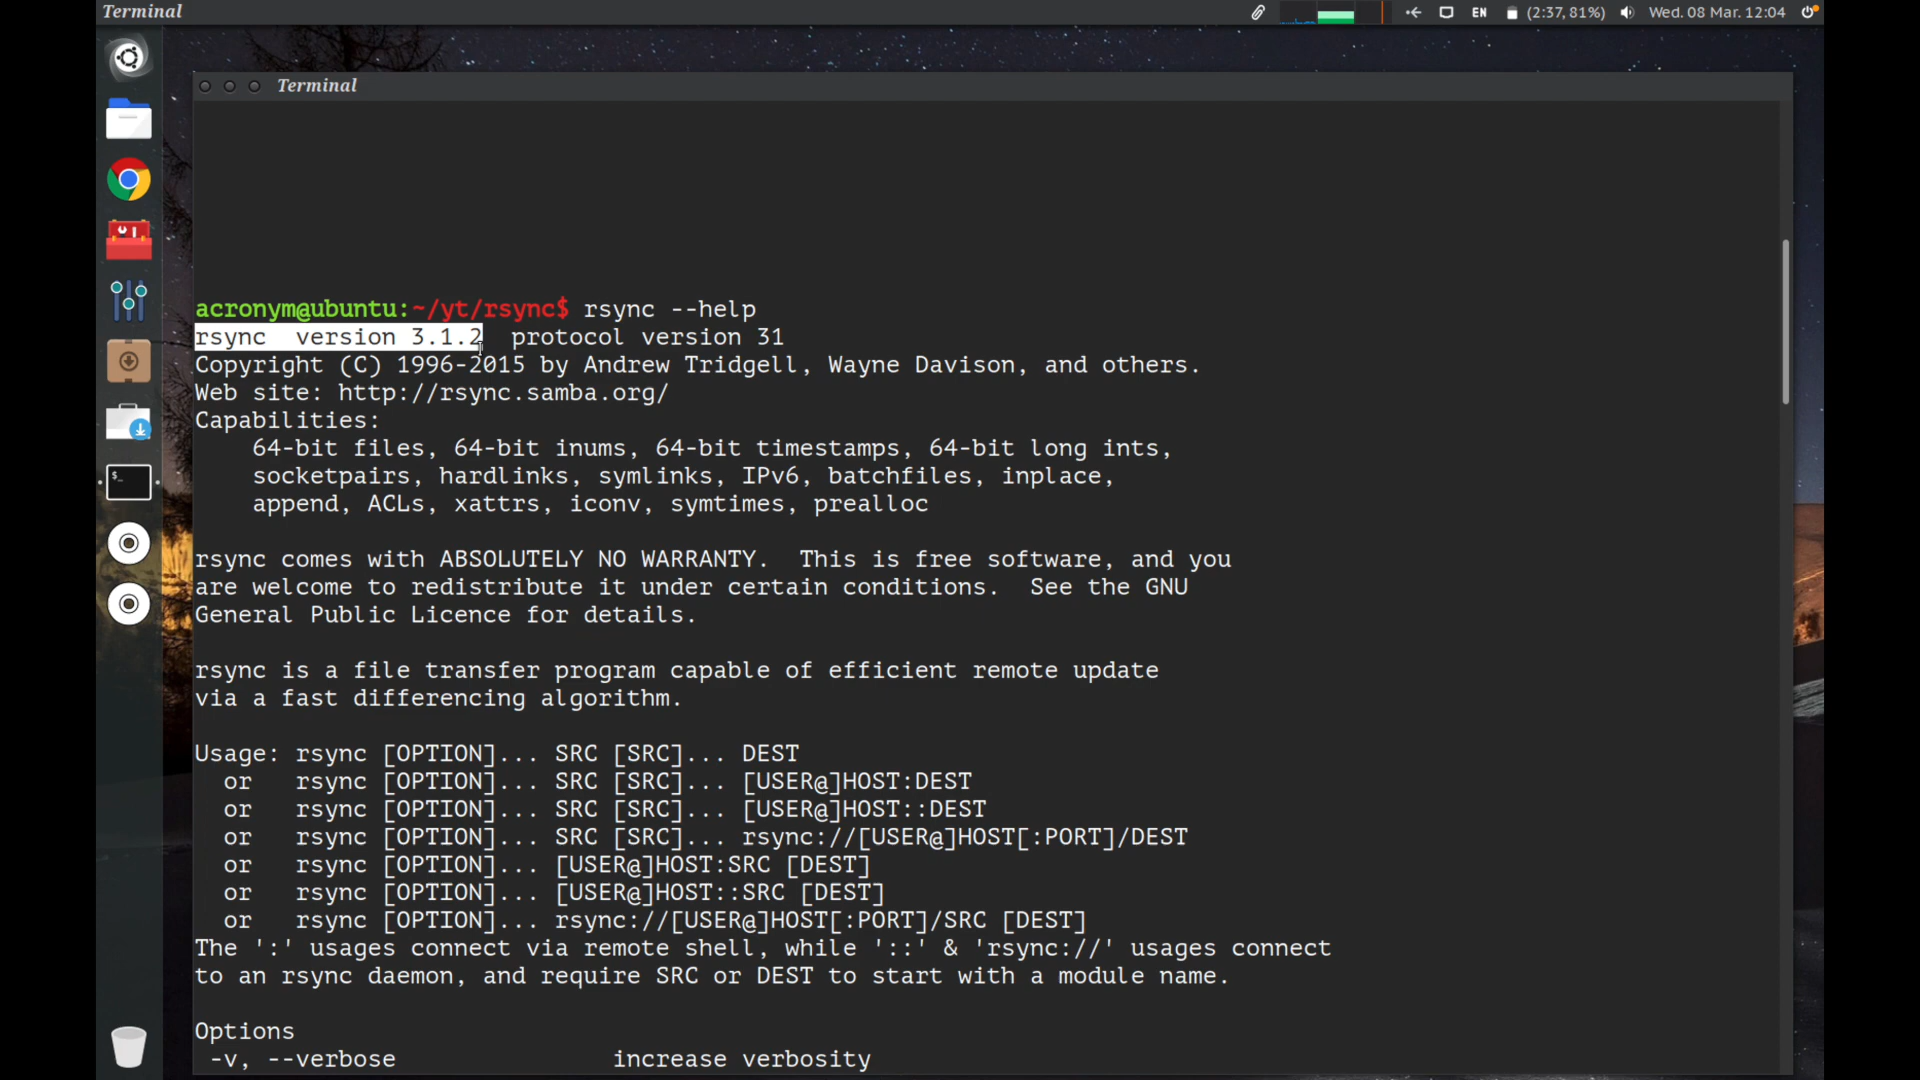 Terminal
EN
(2:37, 81%)
Wed. 08 Mar. 12:04
Terminal
acronym@ubuntu:~/yt/rsync$ rsync --help
rsync  version 3.1.2  protocol version 31
Copyright (C) 1996-2015 by Andrew Tridgell, Wayne Davison, and others.
Web site: http://rsync.samba.org/
Capabilities:
    64-bit files, 64-bit inums, 64-bit timestamps, 64-bit long ints,
    socketpairs, hardlinks, symlinks, IPv6, batchfiles, inplace,
    append, ACLs, xattrs, iconv, symtimes, prealloc
rsync comes with ABSOLUTELY NO WARRANTY.  This is free software, and you
are welcome to redistribute it under certain conditions.  See the GNU
General Public Licence for details.
rsync is a file transfer program capable of efficient remote update
via a fast differencing algorithm.
Usage: rsync [OPTION]... SRC [SRC]... DEST
  or   rsync [OPTION]... SRC [SRC]... [USER@]HOST:DEST
  or   rsync [OPTION]... SRC [SRC]... [USER@]HOST::DEST
  or   rsync [OPTION]... SRC [SRC]... rsync://[USER@]HOST[:PORT]/DEST
  or   rsync [OPTION]... [USER@]HOST:SRC [DEST]
  or   rsync [OPTION]... [USER@]HOST::SRC [DEST]
  or   rsync [OPTION]... rsync://[USER@]HOST[:PORT]/SRC [DEST]
The ':' usages connect via remote shell, while '::' & 'rsync://' usages connect
to an rsync daemon, and require SRC or DEST to start with a module name.
Options
 -v, --verbose               increase verbosity